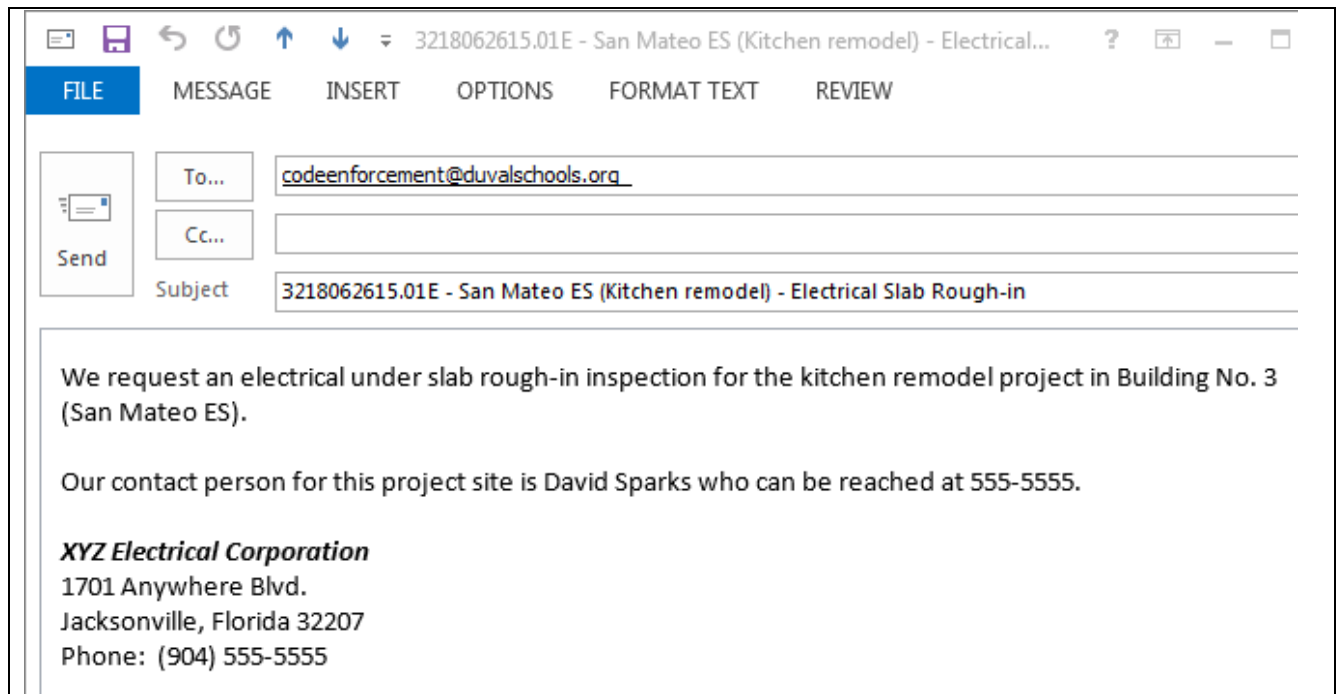 3218062615.01E - San Mateo ES (Kitchen remodel) - Electrical... ?
FILE MESSAGE INSERT OPTIONS FORMAT TEXT REVIEW
To... codeenforcement@duvalschools.org
Cc...
Send
Subject 3218062615.01E - San Mateo ES (Kitchen remodel) - Electrical Slab Rough-in
We request an electrical under slab rough-in inspection for the kitchen remodel project in Building No. 3
(San Mateo ES).
Our contact person for this project site is David Sparks who can be reached at 555-5555.
XYZ Electrical Corporation
1701 Anywhere Blvd.
Jacksonville, Florida 32207
Phone: (904) 555-5555